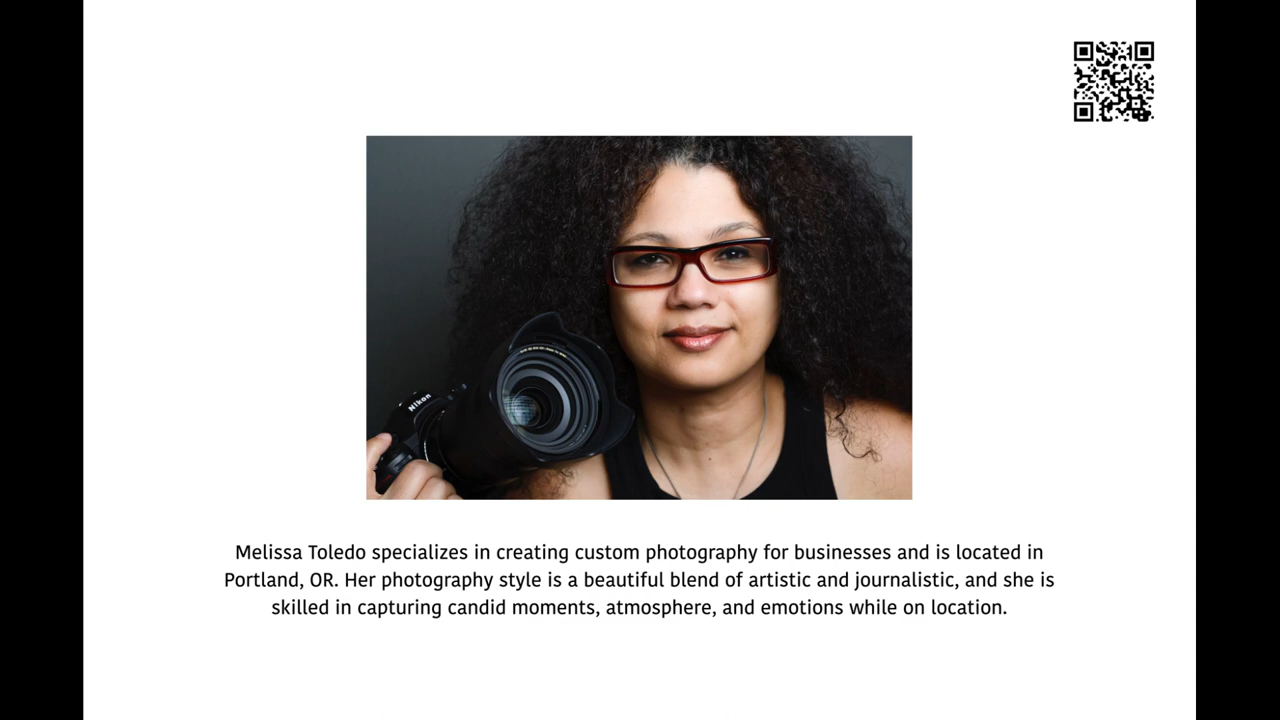 Nikon
Melissa Toledo specializes in creating custom photography for businesses and is located in
Portland, OR. Her photography style is a beautiful blend of artistic and journalistic, and she is
skilled in capturing candid moments, atmosphere, and emotions while on location.